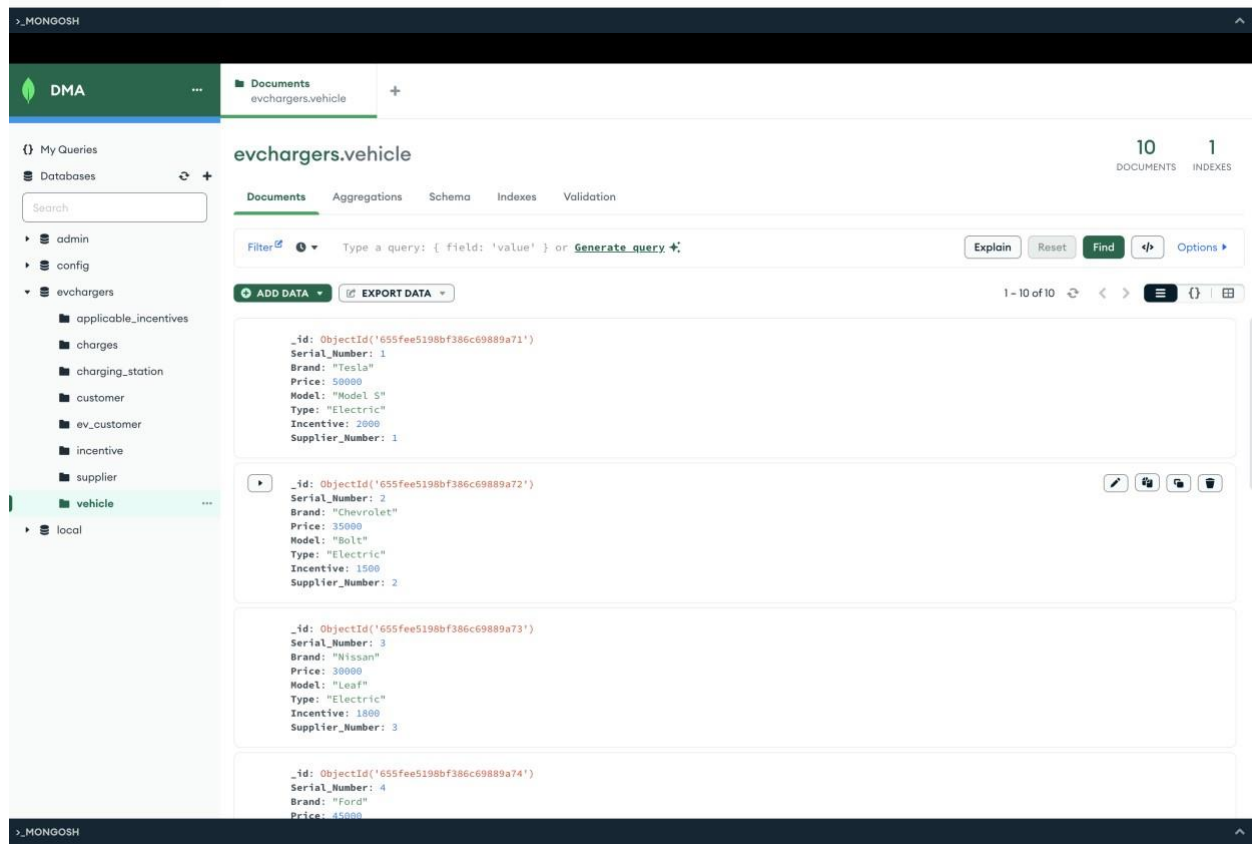 >_MONGOSH
DMA
Documents
evchargers.vehicle
My Queries
Databases
Search
admin
config
evchargers
applicable_incentives
charges
charging_station
customer
ev_customer
incentive
supplier
vehicle
local
evchargers.vehicle
10
DOCUMENTS
1
INDEXES
Documents Aggregations Schema Indexes Validation
Filter Type a query: { field: 'value' } or Generate query Explain Reset Find </> Options
ADD DATA EXPORT DATA 1 – 10 of 10 {}
_id: ObjectId('655fee5198bf386c69889a71')
Serial_Number: 1
Brand: "Tesla"
Price: 50000
Model: "Model S"
Type: "Electric"
Incentive: 2000
Supplier_Number: 1
_id: ObjectId('655fee5198bf386c69889a72')
Serial_Number: 2
Brand: "Chevrolet"
Price: 35000
Model: "Bolt"
Type: "Electric"
Incentive: 1500
Supplier_Number: 2
_id: ObjectId('655fee5198bf386c69889a73')
Serial_Number: 3
Brand: "Nissan"
Price: 30000
Model: "Leaf"
Type: "Electric"
Incentive: 1800
Supplier_Number: 3
_id: ObjectId('655fee5198bf386c69889a74')
Serial_Number: 4
Brand: "Ford"
Price: 45000
>_MONGOSH